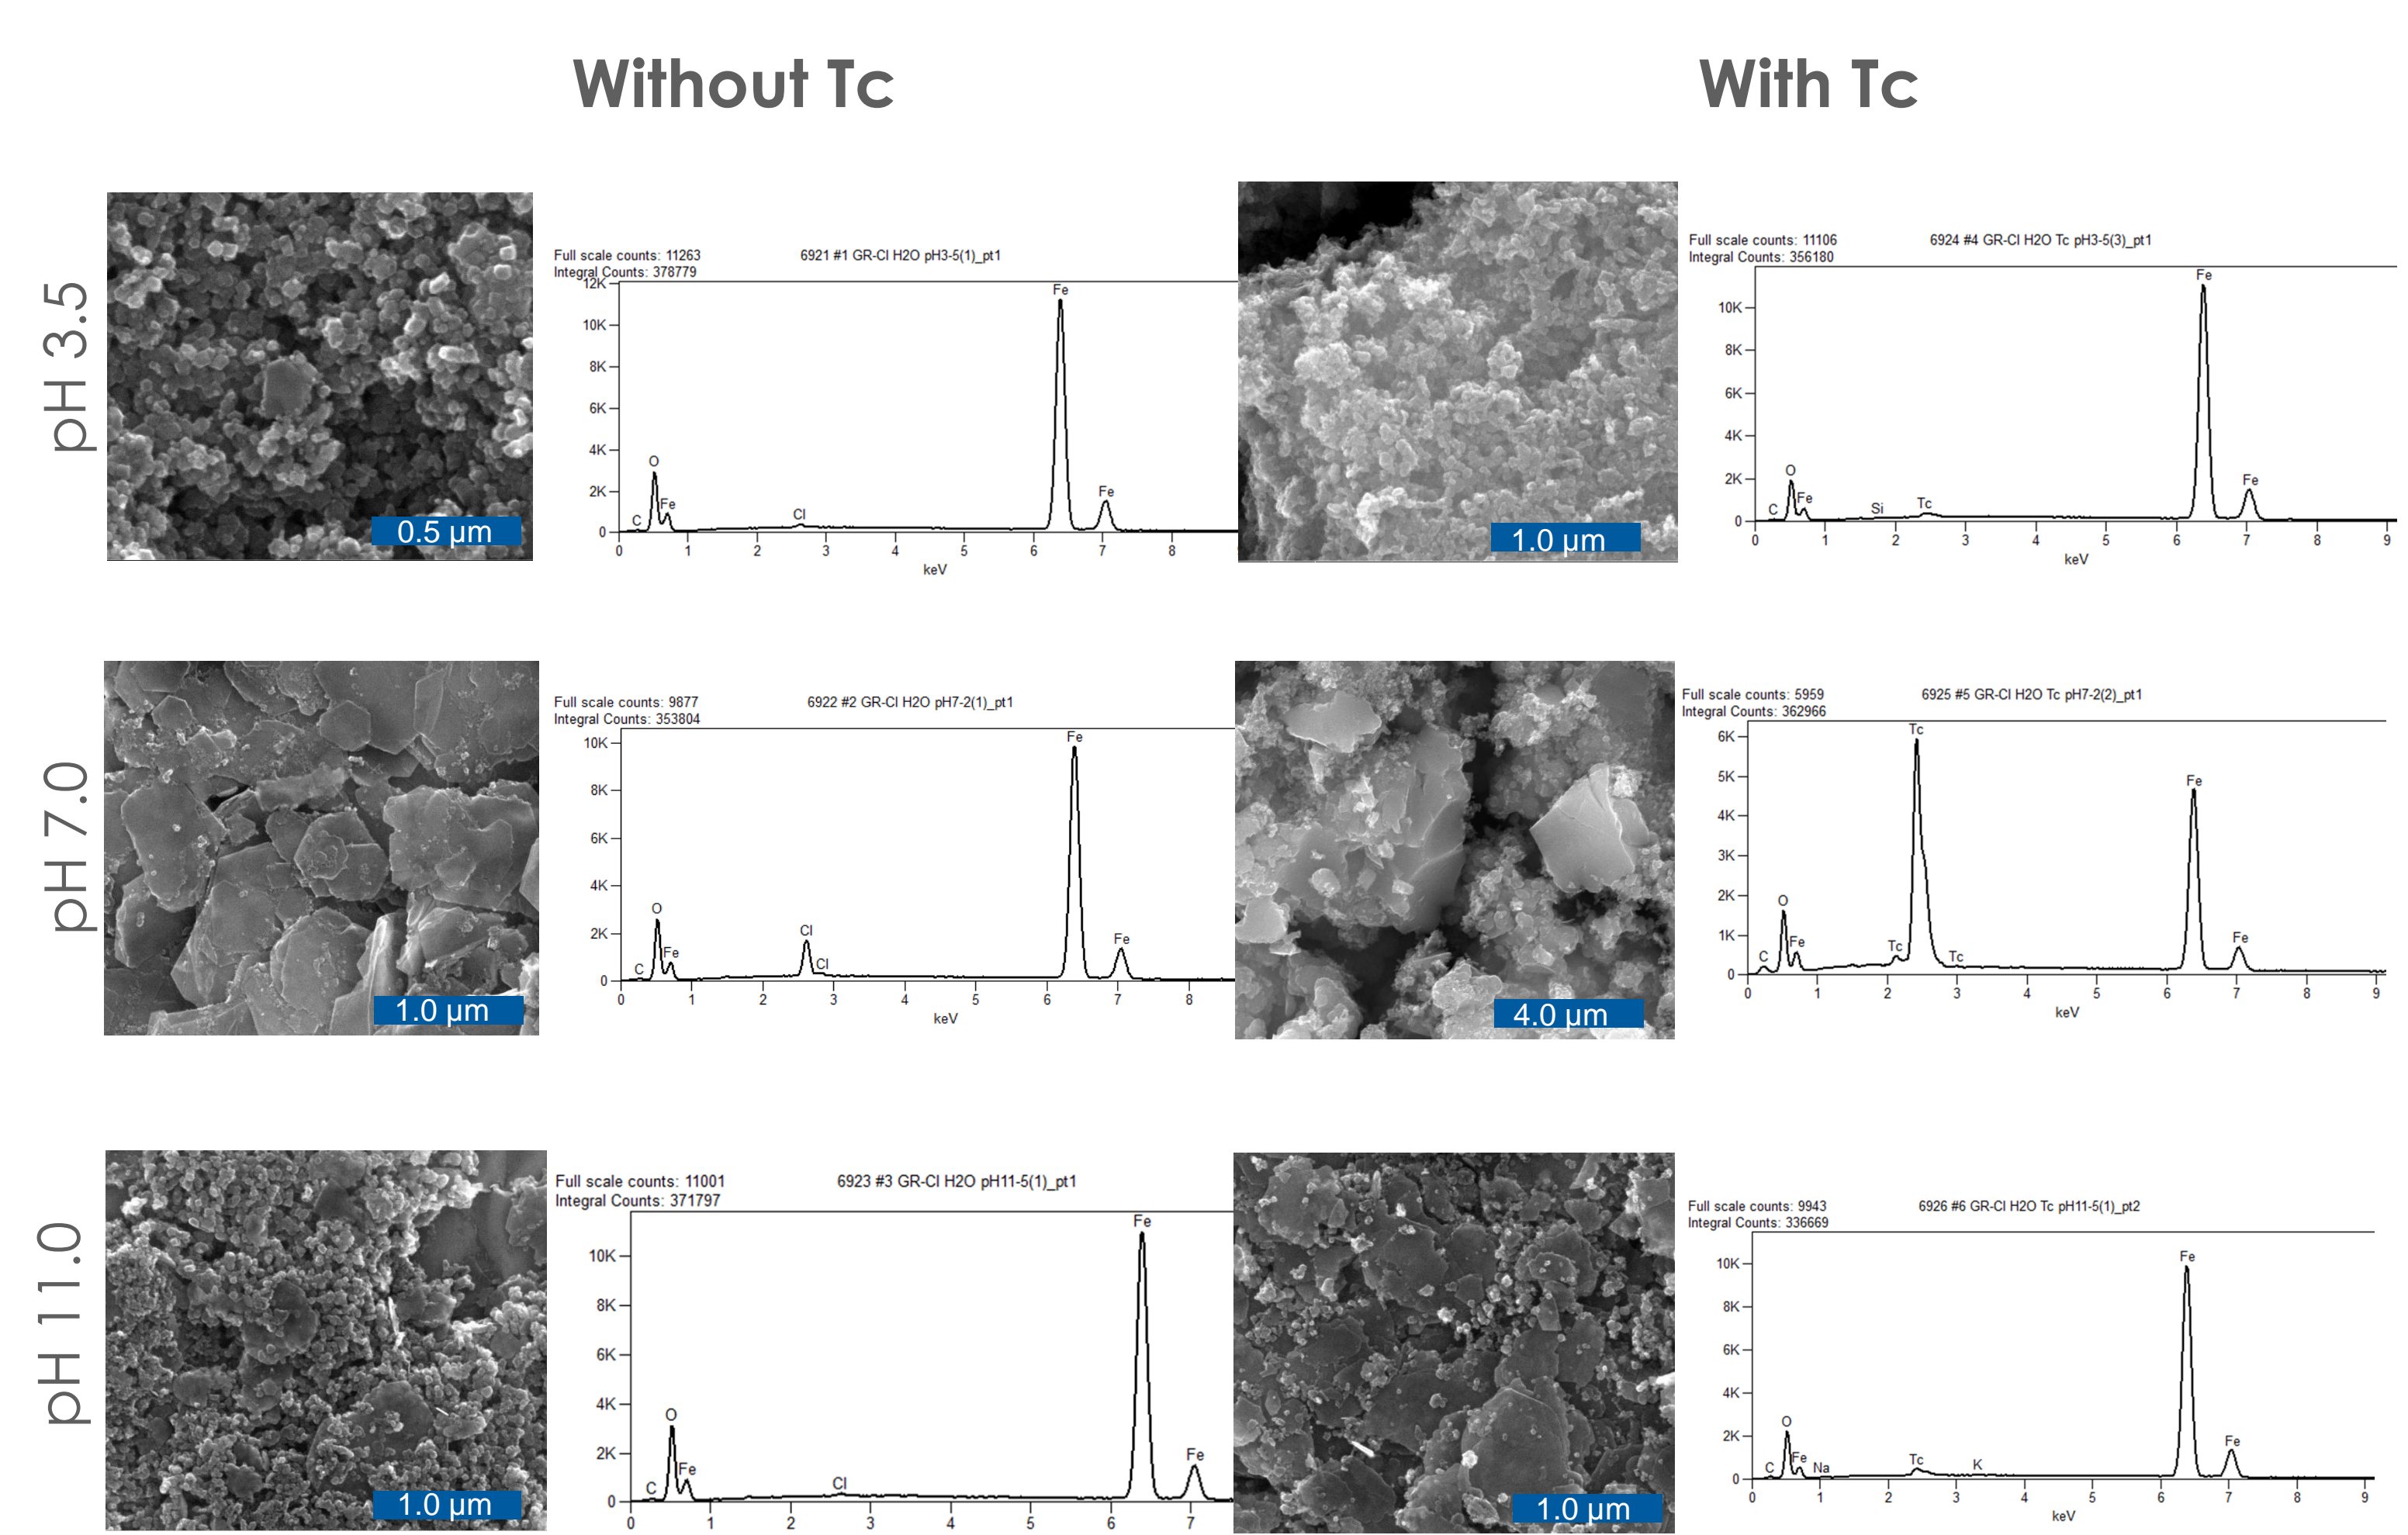 Without Tc
With Tc
pH 3.5
0.5 µm
Full scale counts: 11263
6921 #1 GR-Cl H2O pH3-5(1)_pt1
Integral Counts: 378779
12K
10K
8K
6K
4K
2K
0
C
O
Fe
Cl
Fe
Fe
0 1 2 3 4 5 6 7 8
keV
1.0 µm
Full scale counts: 11106
6924 #4 GR-Cl H2O Tc pH3-5(3)_pt1
Integral Counts: 356180
10K
8K
6K
4K
2K
0
C
O
Fe
Si
Tc
Fe
Fe
0 1 2 3 4 5 6 7 8 9
keV
pH 7.0
1.0 µm
Full scale counts: 9877
6922 #2 GR-Cl H2O pH7-2(1)_pt1
Integral Counts: 353804
10K
8K
6K
4K
2K
0
C
O
Fe
Cl
Cl
Fe
Fe
0 1 2 3 4 5 6 7 8
keV
4.0 µm
Full scale counts: 5959
6925 #5 GR-Cl H2O Tc pH7-2(2)_pt1
Integral Counts: 362966
6K
5K
4K
3K
2K
1K
0
C
O
Fe
Tc
Tc
Tc
Fe
Fe
0 1 2 3 4 5 6 7 8 9
keV
pH 11.0
1.0 µm
Full scale counts: 11001
6923 #3 GR-Cl H2O pH11-5(1)_pt1
Integral Counts: 371797
10K
8K
6K
4K
2K
0
C
O
Fe
Cl
Fe
Fe
0 1 2 3 4 5 6 7
1.0 µm
Full scale counts: 9943
6926 #6 GR-Cl H2O Tc pH11-5(1)_pt2
Integral Counts: 336669
10K
8K
6K
4K
2K
0
C
O
Fe
Na
Tc
K
Fe
Fe
0 1 2 3 4 5 6 7 8 9
keV